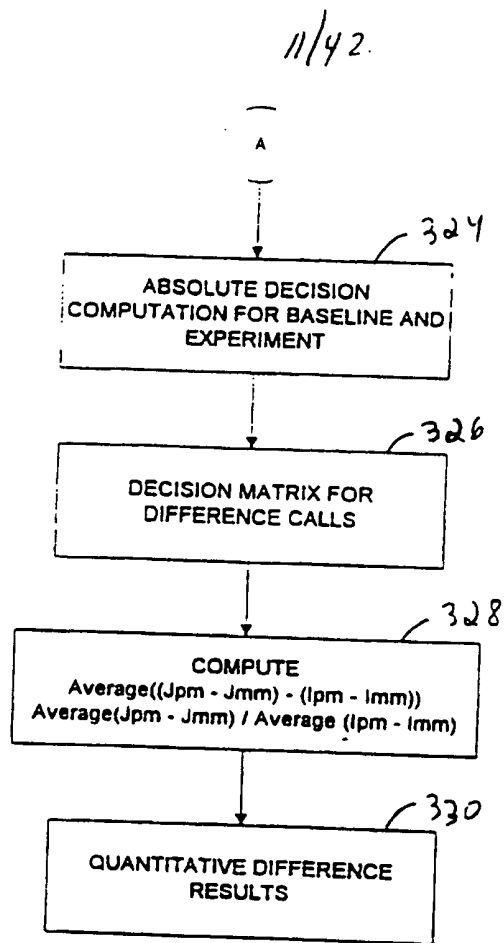 11/42.
A
324
ABSOLUTE DECISION
COMPUTATION FOR BASELINE AND
EXPERIMENT
326
DECISION MATRIX FOR
DIFFERENCE CALLS
328
COMPUTE
Average((Jpm - Jmm) - (Ipm - Imm))
Average(Jpm - Jmm) / Average (Ipm - Imm)
330
QUANTITATIVE DIFFERENCE
RESULTS